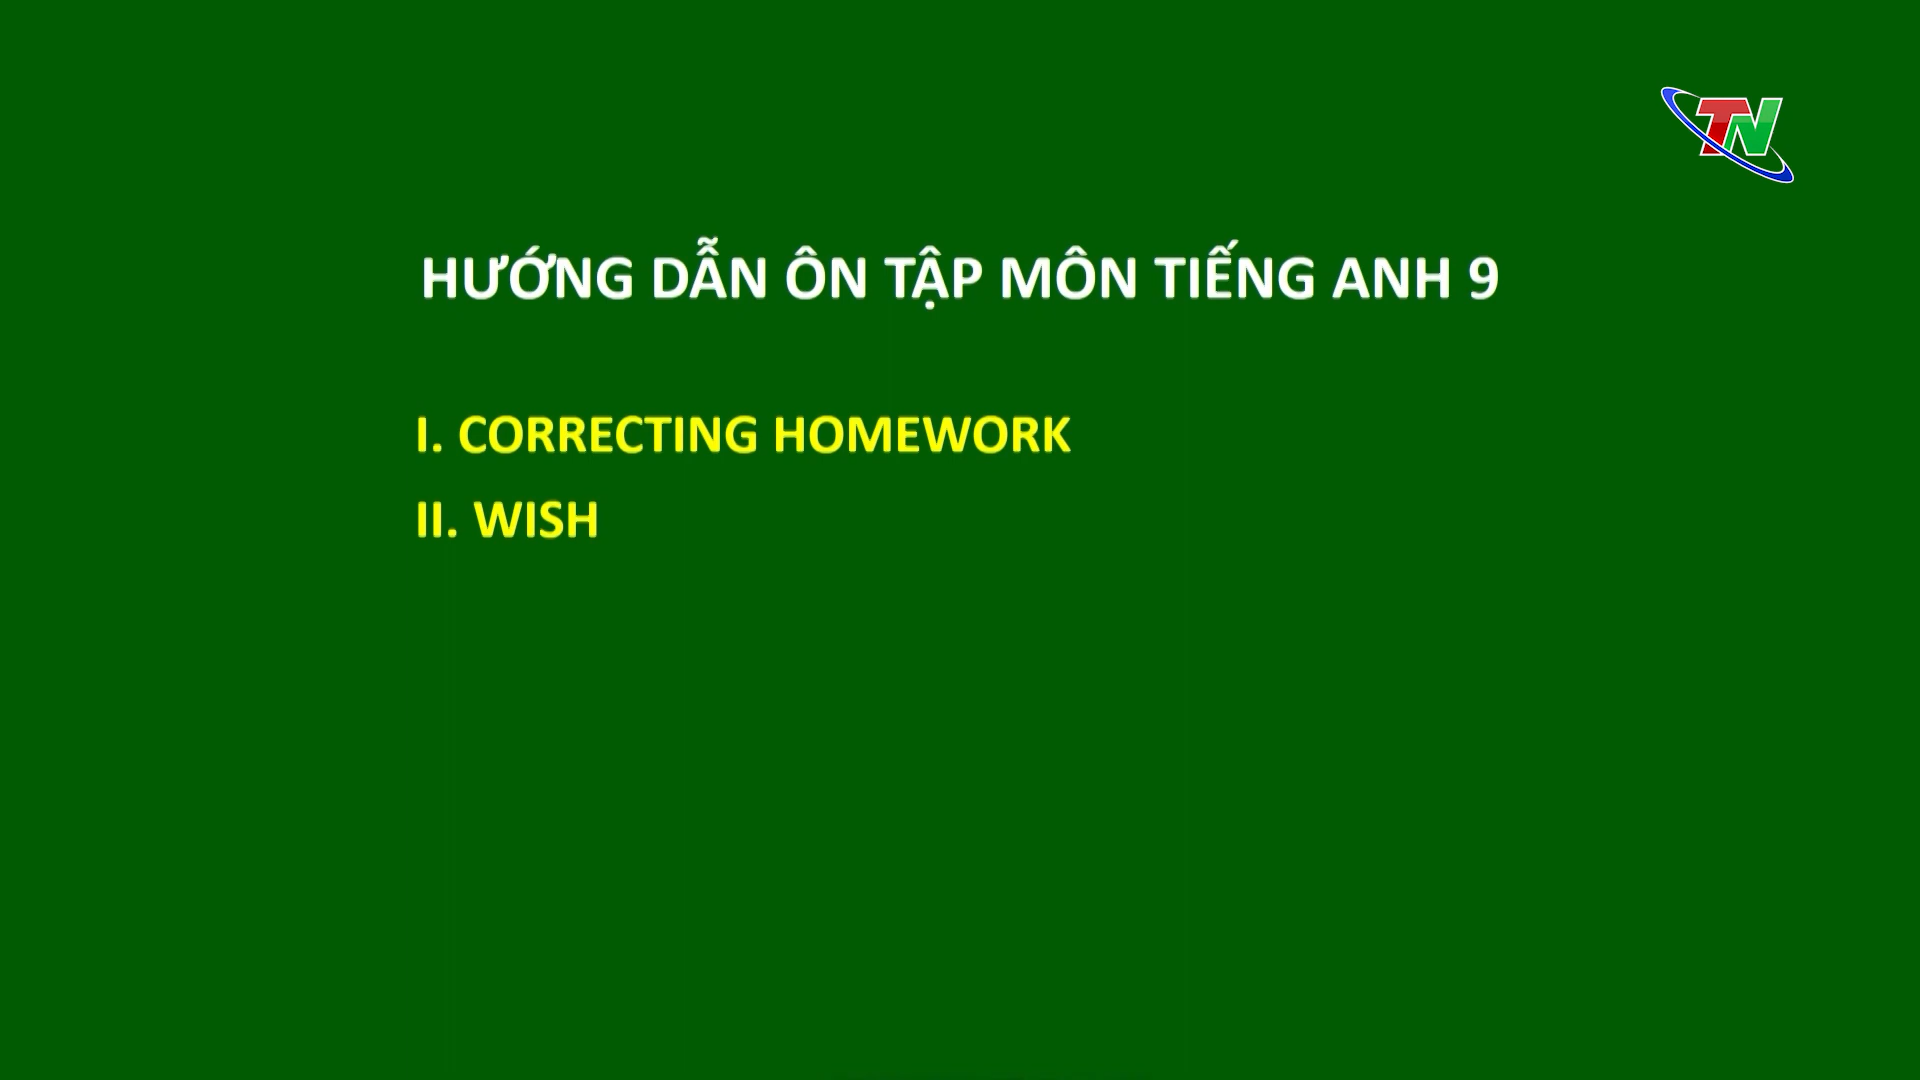 TN
HƯỚNG DẪN ÔN TẬP MÔN TIẾNG ANH 9
I. CORRECTING HOMEWORK
II. WISH